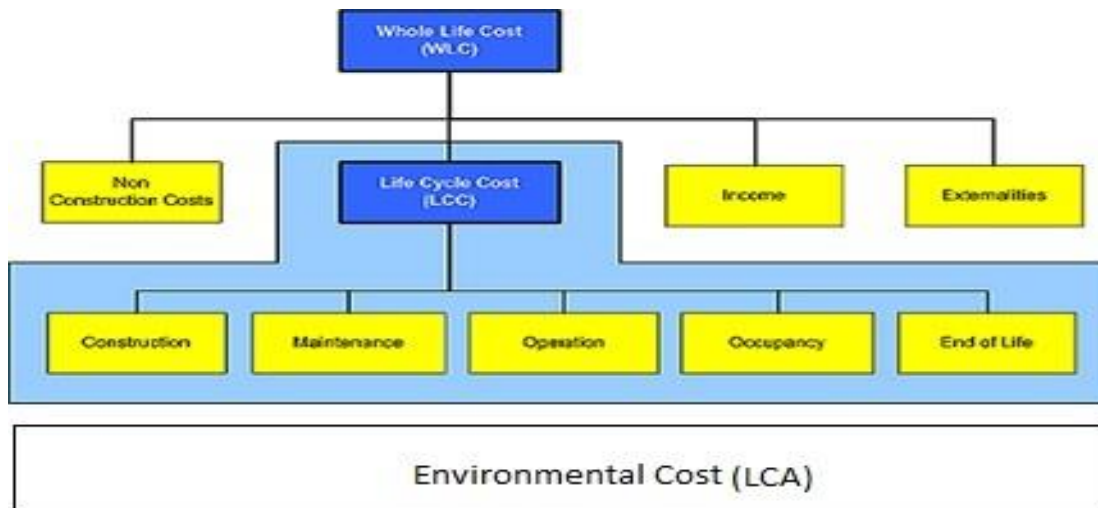 Whole Life Cost
(WLC)
Non
Construction Costs
Life Cycle Cost
(LCC)
Income
Externalities
Construction
Maintenance
Operation
Occupancy
End of Life
Environmental Cost (LCA)